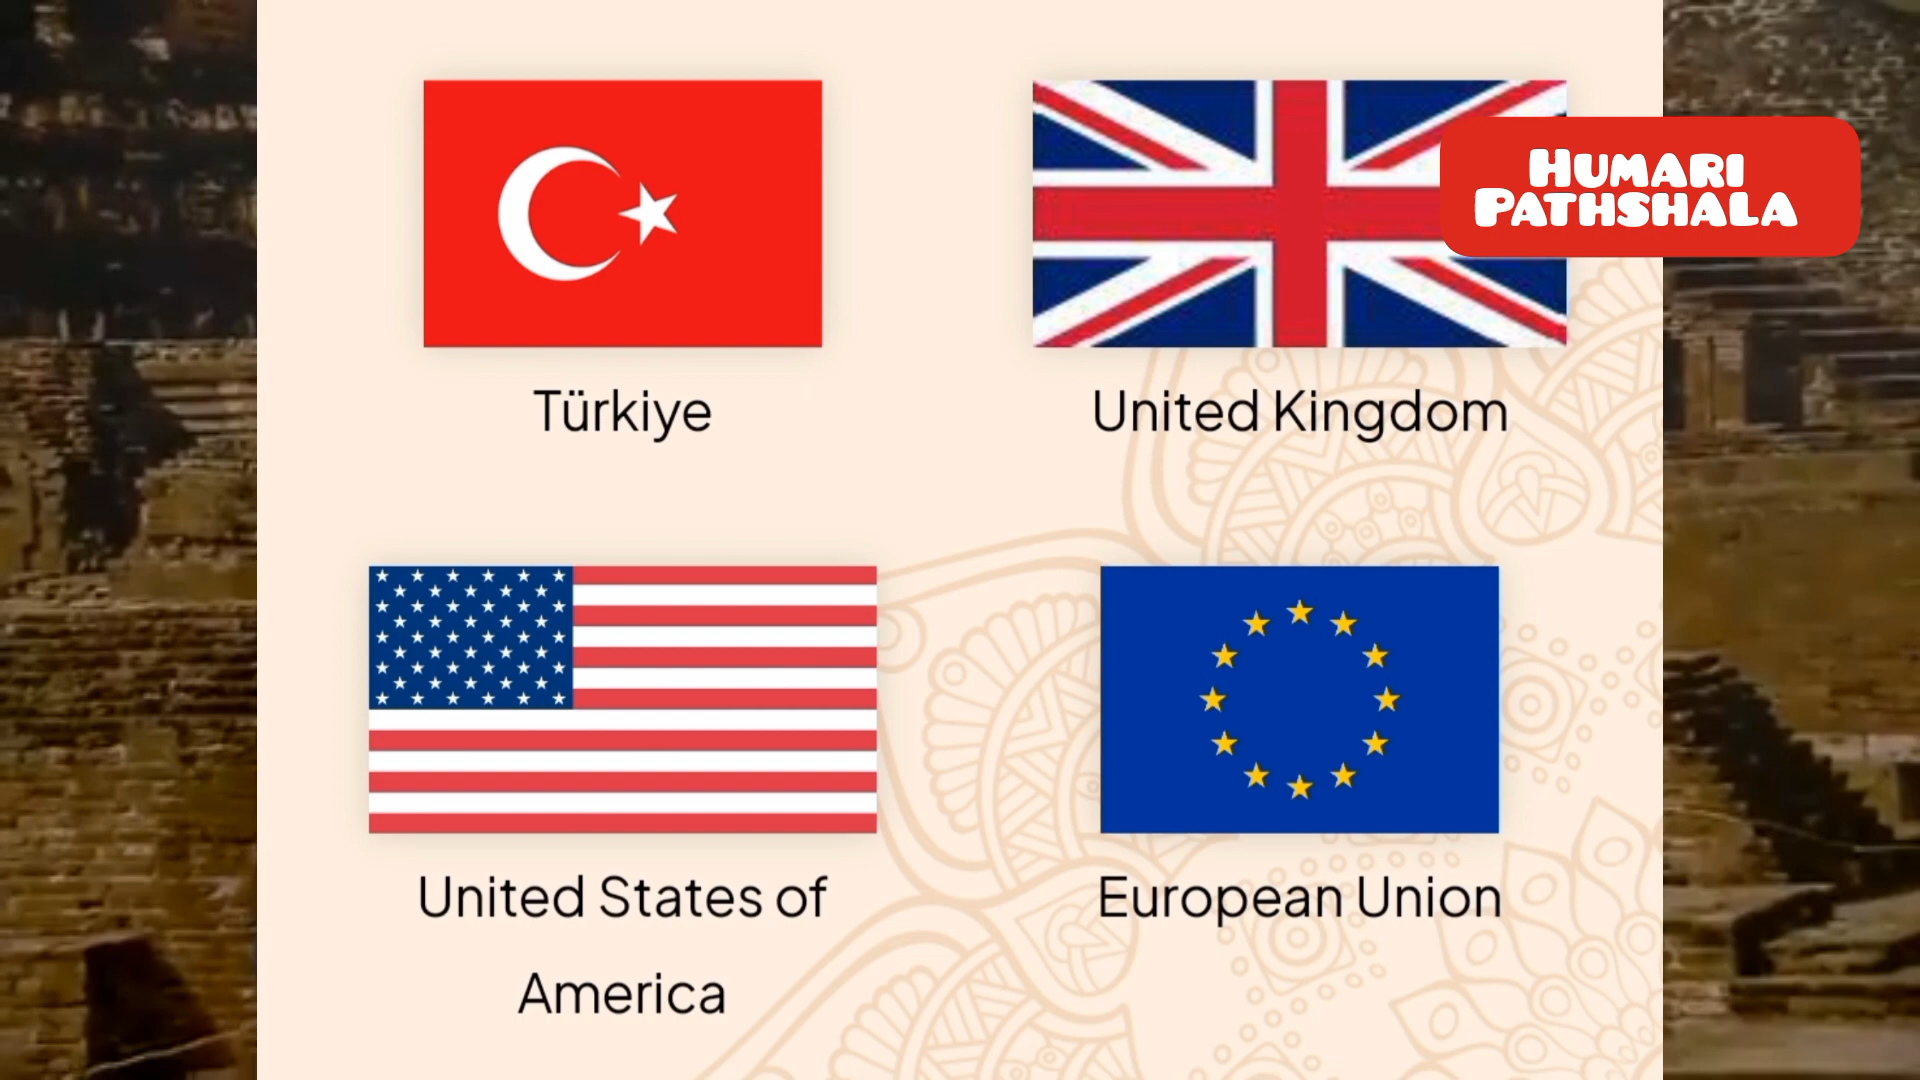 HUMARI
PATHSHALA
Türkiye
United Kingdom
United States of
America
European Union